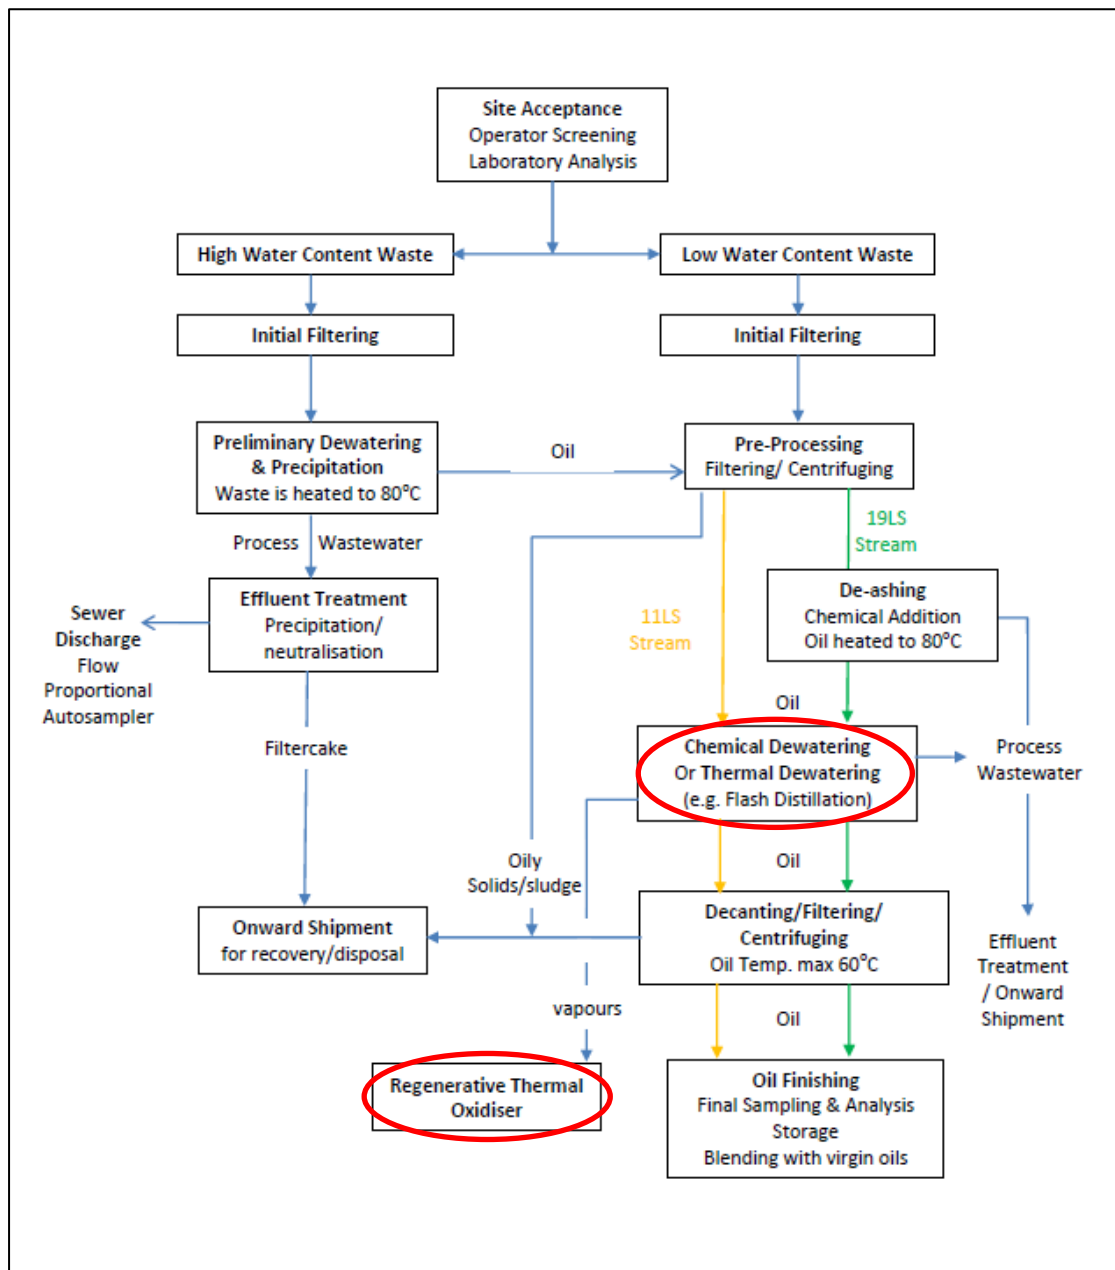 Site Acceptance
Operator Screening
Laboratory Analysis
High Water Content Waste
Low Water Content Waste
Initial Filtering
Initial Filtering
Preliminary Dewatering
& Precipitation
Waste is heated to 80°C
Oil
Pre-Processing
Filtering/ Centrifuging
Process Wastewater
19LS
Stream
Effluent Treatment
Precipitation/
neutralisation
Sewer
Discharge
Flow
Proportional
Autosampler
11LS
Stream
De-ashing
Chemical Addition
Oil heated to 80°C
Oil
Filtercake
Chemical Dewatering
Or Thermal Dewatering
(e.g. Flash Distillation)
Process
Wastewater
Oily
Solids/sludge
Oil
Onward Shipment
for recovery/disposal
Decanting/Filtering/
Centrifuging
Oil Temp. max 60°C
Effluent
Treatment
/ Onward
Shipment
vapours
Oil
Regenerative Thermal
Oxidiser
Oil Finishing
Final Sampling & Analysis
Storage
Blending with virgin oils